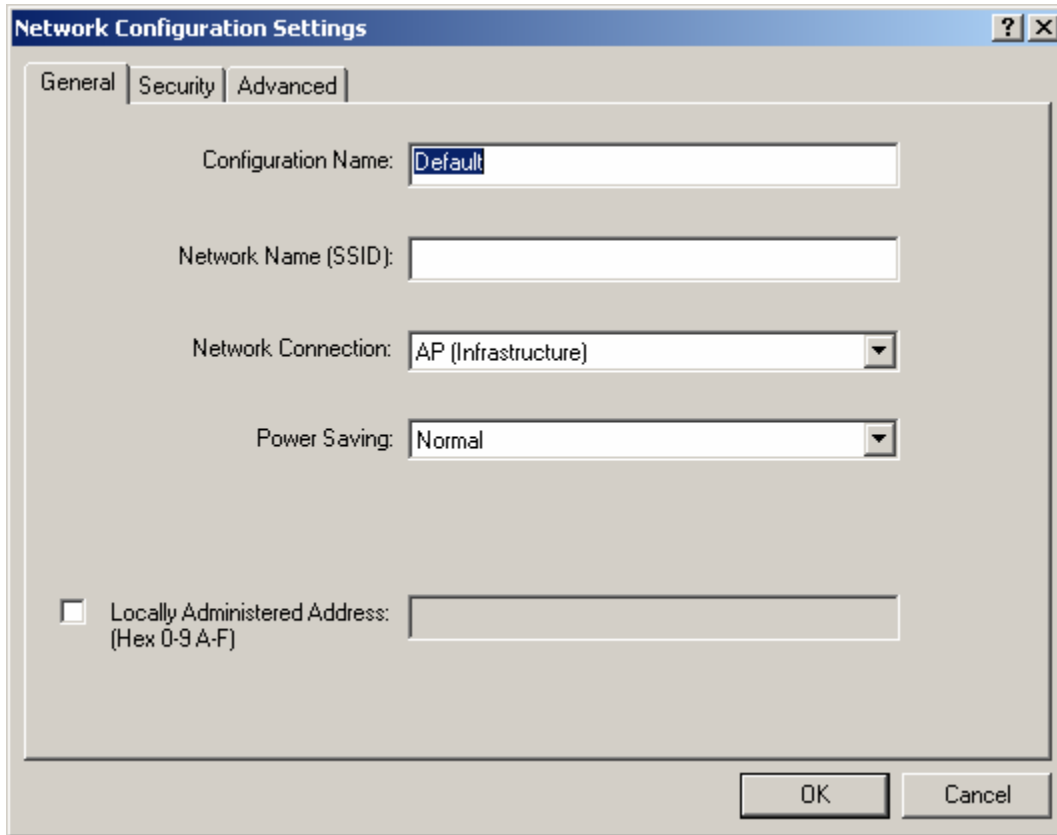 Network Configuration Settings
General Security Advanced
Configuration Name: Default
Network Name (SSID):
Network Connection: AP (Infrastructure)
Power Saving: Normal
Locally Administered Address:
(Hex 0-9 A-F)
OK Cancel